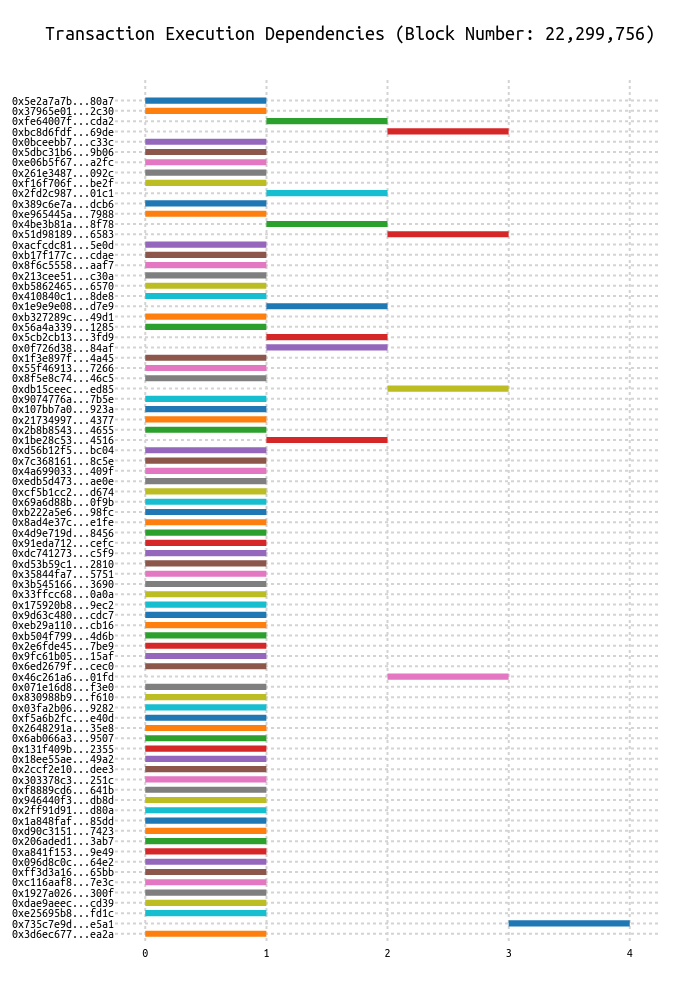 Transaction Execution Dependencies (Block Number: 22,299,756)
0x5e2a7a7b...80a7
0x37965e01...2c30
0xfe64007f...cda2
0xbc8d6fdf...69de
0x0bceebb7...c33c
0x5dbc31b6...9b06
0xe06b5f67...a2fc
0x261e3487...092c
0xf16f706f...be2f
0x2fd2c987...01c1
0x389c6e7a...dcb6
0xe965445a...7988
0x4be3b81a...8f78
0x51d98189...6583
0xacfcdc81...5e0d
0xb17f177c...cdae
0x8f6c5558...aaf7
0x213cee51...c30a
0xb5862465...6570
0x410840c1...8de8
0x1e9e9e08...d7e9
0xb327289c...49d1
0x56a4a339...1285
0x5cb2cb13...3fd9
0x0f726d38...84af
0x1f3e897f...4a45
0x55f46913...7266
0x8f5e8c74...46c5
0xdb15ceec...ed85
0x9074776a...7b5e
0x107bb7a0...923a
0x21734997...4377
0x2b8b8543...4655
0x1be28c53...4516
0xd56b12f5...bc04
0x7c368161...8c5e
0x4a699033...409f
0xedb5d473...ae0e
0xcf5b1cc2...d674
0x69a6d88b...0f9b
0xb222a5e6...98fc
0x8ad4e37c...e1fe
0x4d9e719d...8456
0x91eda712...cefc
0xdc741273...c5f9
0xd53b59c1...2810
0x35844fa7...5751
0x3b545166...3690
0x33ffcc68...0a0a
0x175920b8...9ec2
0x9d63c480...cdc7
0xeb29a110...cb16
0xb504f799...4d6b
0x2e6fde45...7be9
0x9fc61b05...15af
0x6ed2679f...cec0
0x46c261a6...01fd
0x071e16d8...f3e0
0x830988b9...f610
0x03fa2b06...9282
0xf5a6b2fc...e40d
0x2648291a...35e8
0x6ab066a3...9507
0x131f409b...2355
0x18ee55ae...49a2
0x2ccf2e10...dee3
0x303378c3...251c
0xf8889cd6...641b
0x946440f3...db8d
0x2ff91d91...d80a
0x1a848faf...85dd
0xd90c3151...7423
0x206aded1...3ab7
0xa841f153...9e49
0x096d8c0c...64e2
0xff3d3a16...65bb
0xc116aaf8...7e3c
0x1927a026...300f
0xdae9aeec...cd39
0xe25695b8...fd1c
0x735c7e9d...e5a1
0x3d6ec677...ea2a
0 1 2 3 4